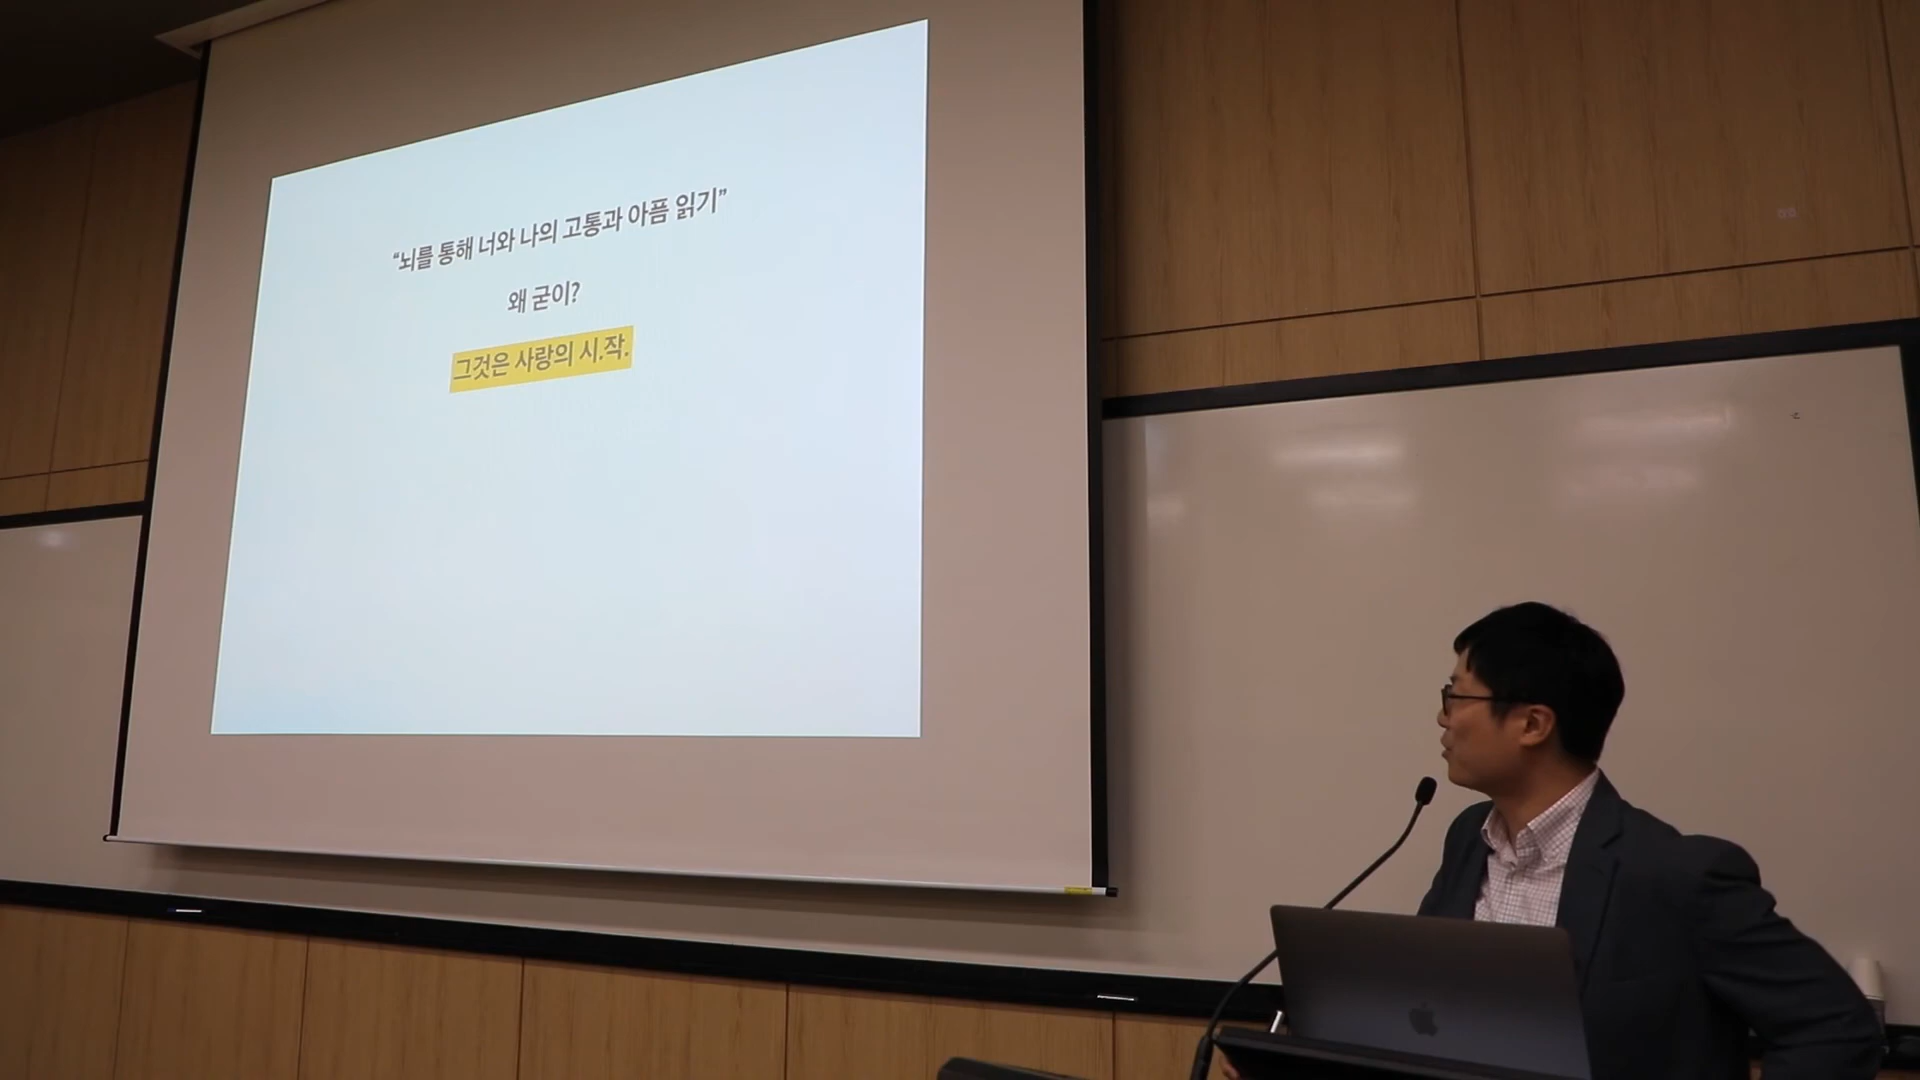 “뇌를 통해 너와 나의 고통과 아픔 읽기”
왜 굳이?
그것은 사랑의 시.작.